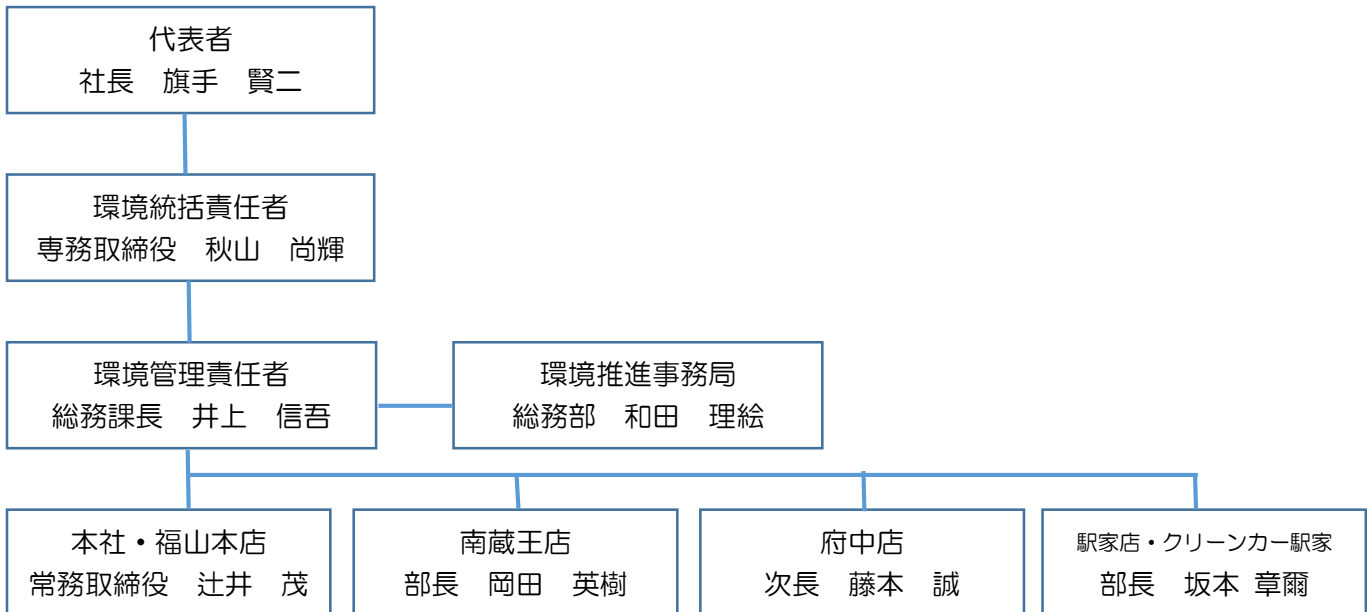 代表者
社長　旗手　賢二
環境統括責任者
専務取締役　秋山　尚輝
環境管理責任者
総務課長　井上　信吾
環境推進事務局
総務部　和田　理絵
本社・福山本店
常務取締役　辻井　茂
南蔵王店
部長　岡田　英樹
府中店
次長　藤本　誠
駅家店・クリーンカー駅家
部長　坂本 章爾